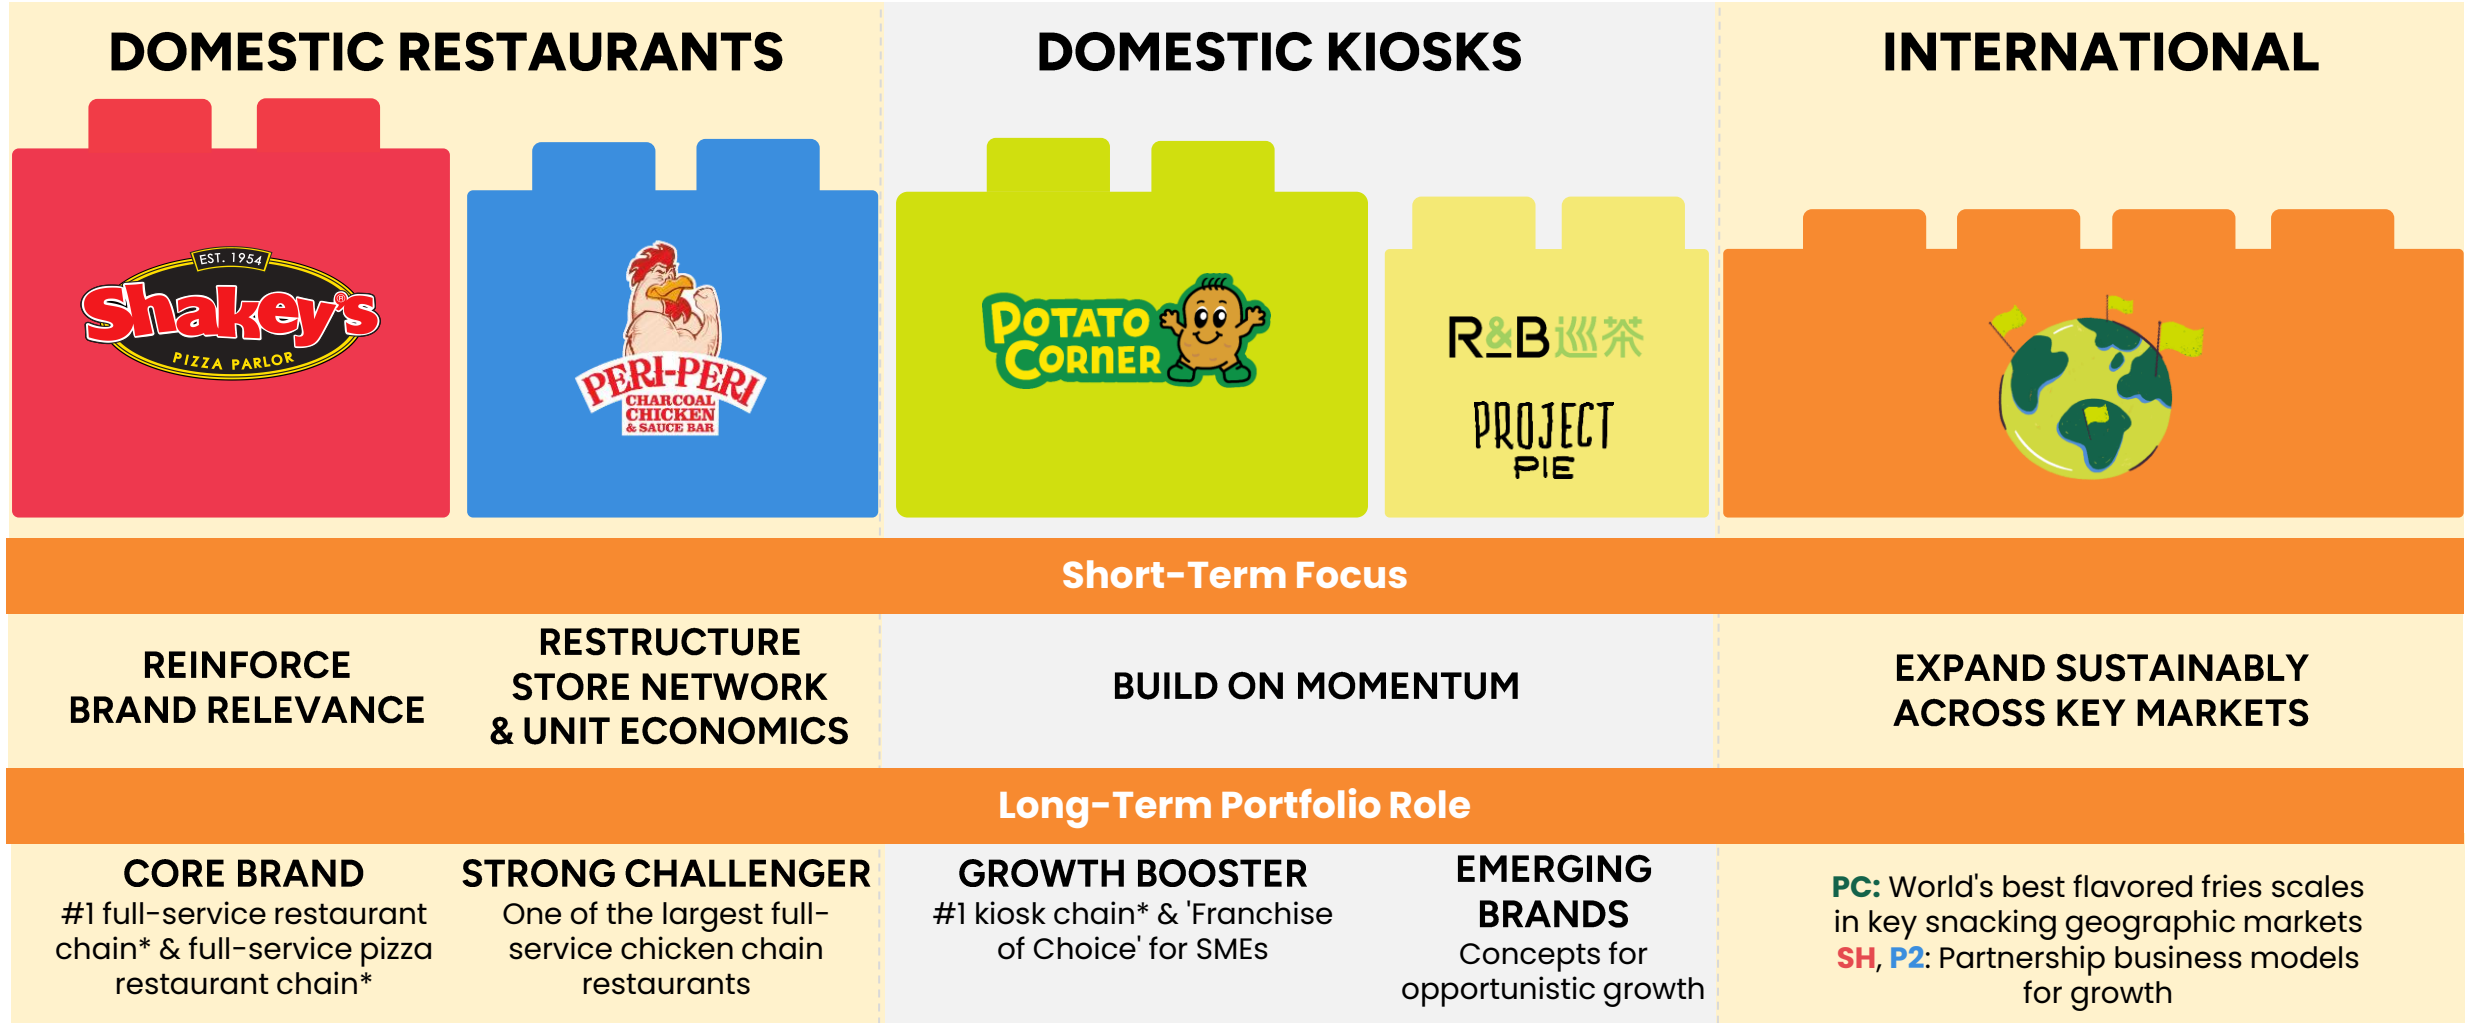 DOMESTIC RESTAURANTS
DOMESTIC KIOSKS
INTERNATIONAL
EST. 1954
Shakey's®
PIZZA PARLOR
PERI-PERI
CHARCOAL
CHICKEN
& SAUCE BAR
POTATO
CORNER
R&B巡茶
PROJECT
PIE
Short-Term Focus
REINFORCE
BRAND RELEVANCE
RESTRUCTURE
STORE NETWORK
& UNIT ECONOMICS
BUILD ON MOMENTUM
EXPAND SUSTAINABLY
ACROSS KEY MARKETS
Long-Term Portfolio Role
CORE BRAND
#1 full-service restaurant
chain* & full-service pizza
restaurant chain*
STRONG CHALLENGER
One of the largest full-
service chicken chain
restaurants
GROWTH BOOSTER
#1 kiosk chain* & 'Franchise
of Choice' for SMEs
EMERGING
BRANDS
Concepts for
opportunistic growth
PC: World's best flavored fries scales
in key snacking geographic markets
SH, P2: Partnership business models
for growth